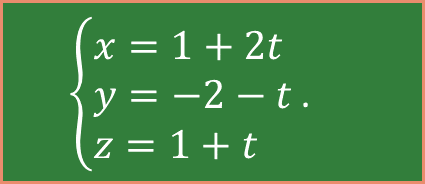 x = 1 + 2t
y = −2 − t .
z = 1 + t